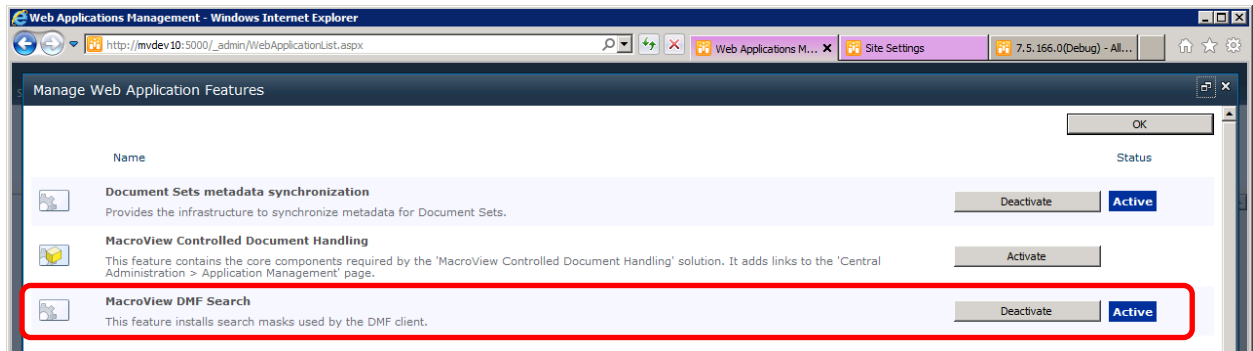 Web Applications Management - Windows Internet Explorer
http://mvdev10:5000/_admin/WebApplicationList.aspx
Web Applications M...
Site Settings
7.5.166.0(Debug) - All...
Manage Web Application Features
OK
Name
Status
Document Sets metadata synchronization
Provides the infrastructure to synchronize metadata for Document Sets.
Deactivate
Active
MacroView Controlled Document Handling
This feature contains the core components required by the 'MacroView Controlled Document Handling' solution. It adds links to the 'Central
Administration > Application Management' page.
Activate
MacroView DMF Search
This feature installs search masks used by the DMF client.
Deactivate
Active